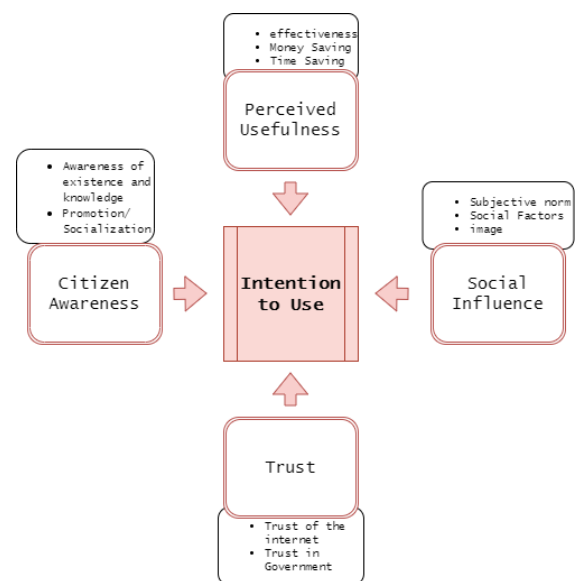 • effectiveness
• Money Saving
• Time Saving
Perceived
Usefulness
• Awareness of
existence and
knowledge
• Promotion/
Socialization
Citizen
Awareness
Intention
to Use
• Subjective norm
• Social Factors
• image
Social
Influence
Trust
• Trust of the
internet
• Trust in
Government